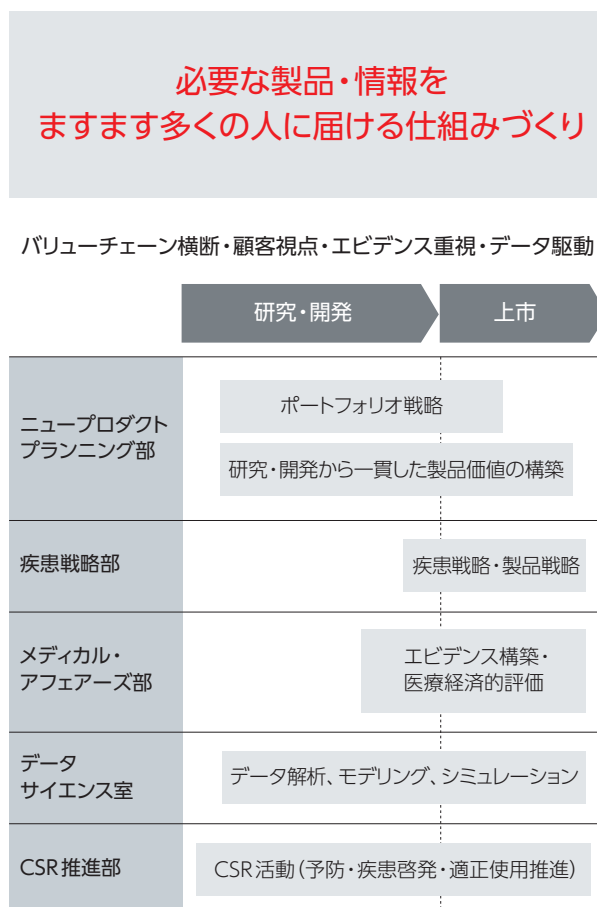 必要な製品・情報を
ますます多くの人に届ける仕組みづくり
バリューチェーン横断・顧客視点・エビデンス重視・データ駆動
研究・開発
上市
ニュープロダクト
プランニング部
ポートフォリオ戦略
研究・開発から一貫した製品価値の構築
疾患戦略部
疾患戦略・製品戦略
メディカル・
アフェアーズ部
エビデンス構築・
医療経済的評価
データ
サイエンス室
データ解析、モデリング、シミュレーション
CSR推進部
CSR活動（予防・疾患啓発・適正使用推進）